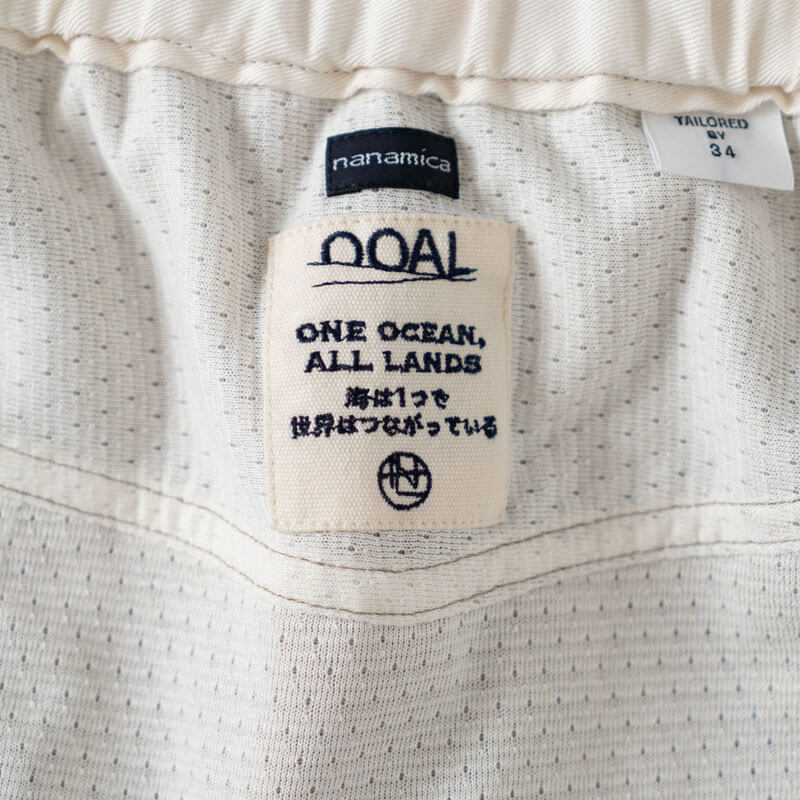 nanamica
TAILORED
BY
34
OOAL
ONE OCEAN,
ALL LANDS
海は1つで
世界はつながっている